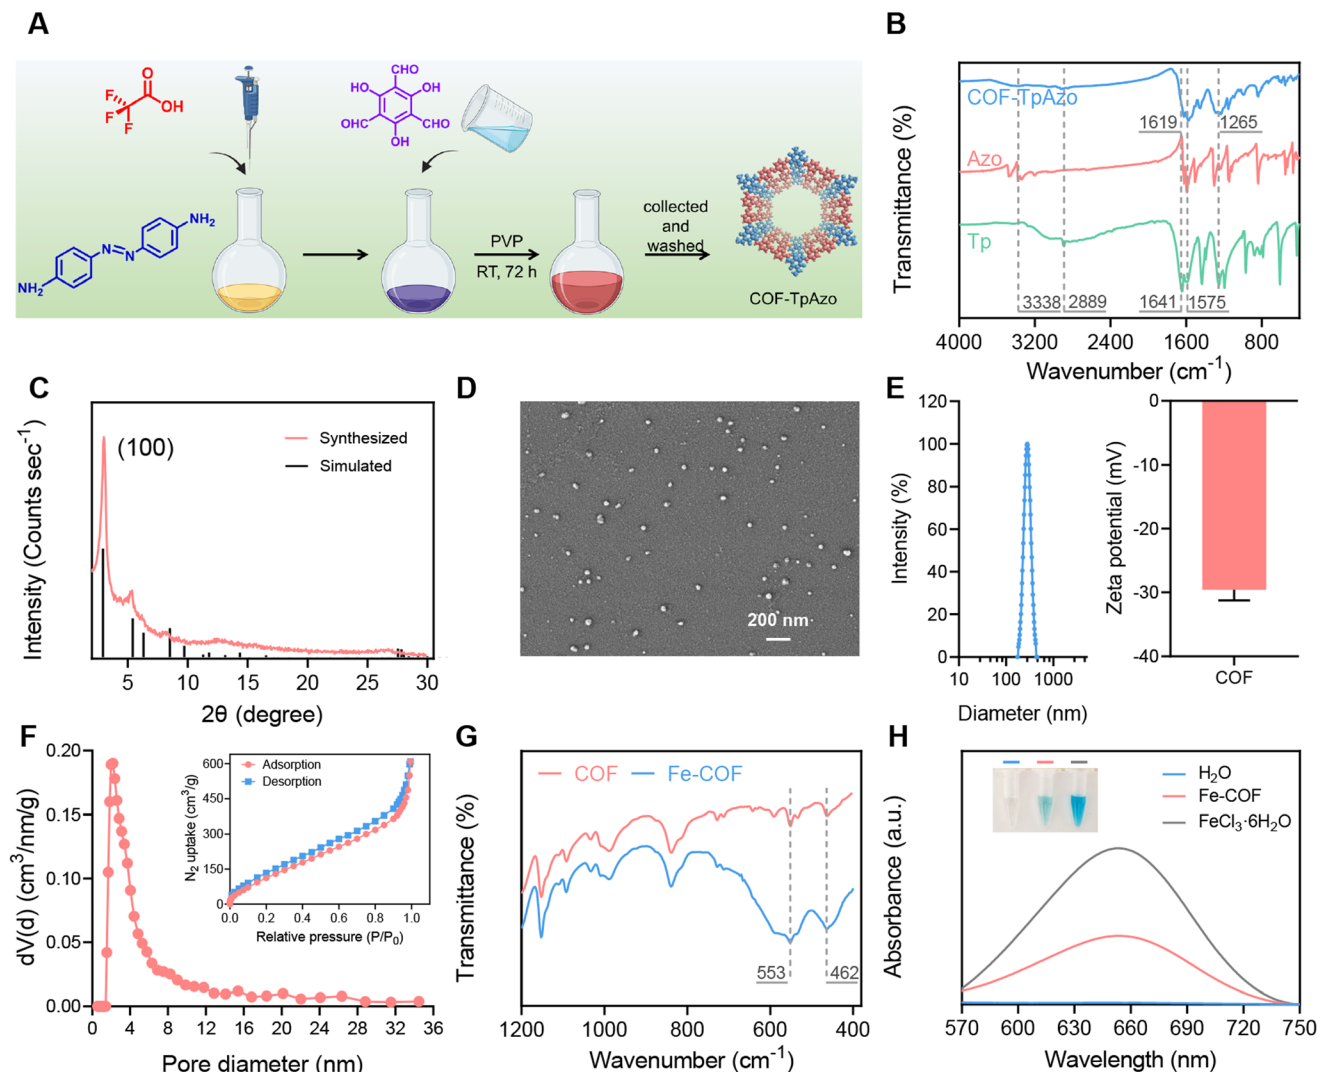 A
F
F
F
O
OH
CHO
HO
OH
OHC
CHO
OH
NH2
N
N
NH2
PVP
RT, 72 h
collected
and
washed
COF-TpAzo
B
Transmittance (%)
COF-TpAzo
1619
1265
Azo
Tp
3338
2889
1641
1575
4000
3200
2400
1600
800
Wavenumber (cm-1)
C
Intensity (Counts sec-1)
(100)
Synthesized
Simulated
5
10
15
20
25
30
2θ (degree)
D
200 nm
E
Intensity (%)
120
100
80
60
40
20
0
10
100
1000
Diameter (nm)
Zeta potential (mV)
0
-10
-20
-30
-40
COF
F
dV(d) (cm3/nm/g)
0.20
0.15
0.10
0.05
0.00
0
4
8
12
16
20
24
28
32
36
Pore diameter (nm)
N2 uptake (cm3/g)
600
450
300
150
0
Adsorption
Desorption
0.0
0.2
0.4
0.6
0.8
1.0
Relative pressure (P/P0)
G
Transmittance (%)
COF
Fe-COF
553
462
1200
1000
800
600
400
Wavenumber (cm-1)
H
Absorbance (a.u.)
H2O
Fe-COF
FeCl3·6H2O
570
600
630
660
690
720
750
Wavelength (nm)